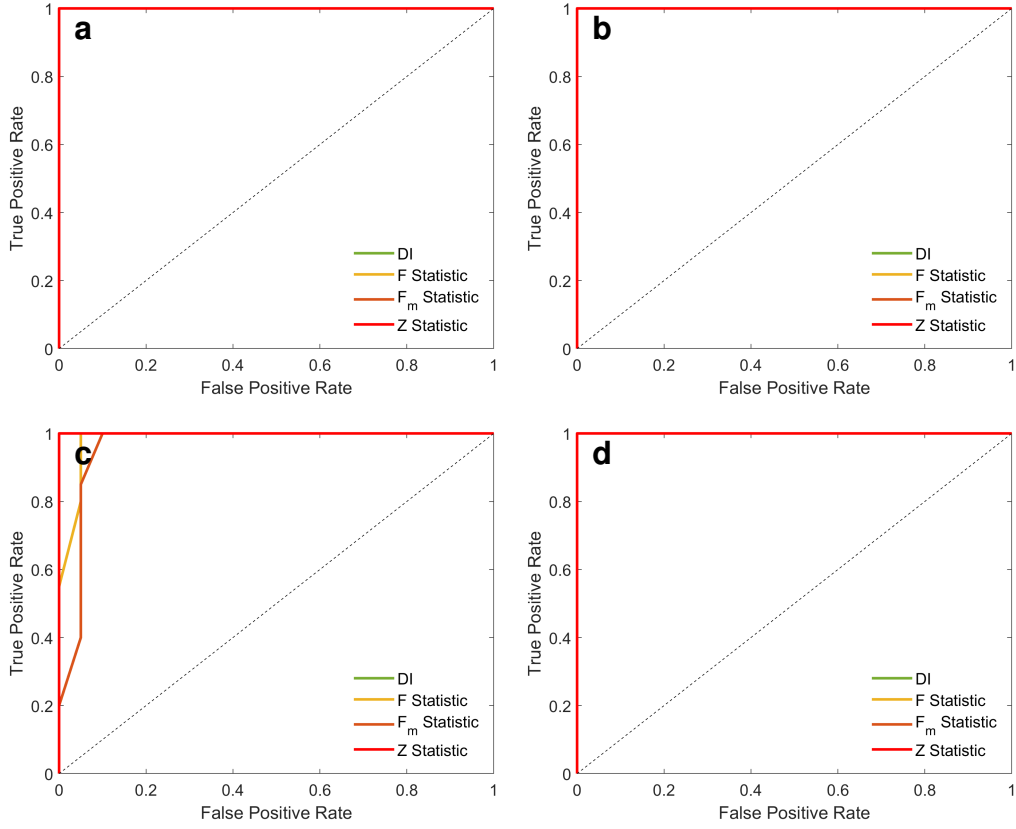 a
1
0.8
0.6
0.4
0.2
0
True Positive Rate
DI
F Statistic
F_m Statistic
Z Statistic
0 0.2 0.4 0.6 0.8 1
False Positive Rate
b
1
0.8
0.6
0.4
0.2
0
True Positive Rate
DI
F Statistic
F_m Statistic
Z Statistic
0 0.2 0.4 0.6 0.8 1
False Positive Rate
c
1
0.8
0.6
0.4
0.2
0
True Positive Rate
DI
F Statistic
F_m Statistic
Z Statistic
0 0.2 0.4 0.6 0.8 1
False Positive Rate
d
1
0.8
0.6
0.4
0.2
0
True Positive Rate
DI
F Statistic
F_m Statistic
Z Statistic
0 0.2 0.4 0.6 0.8 1
False Positive Rate